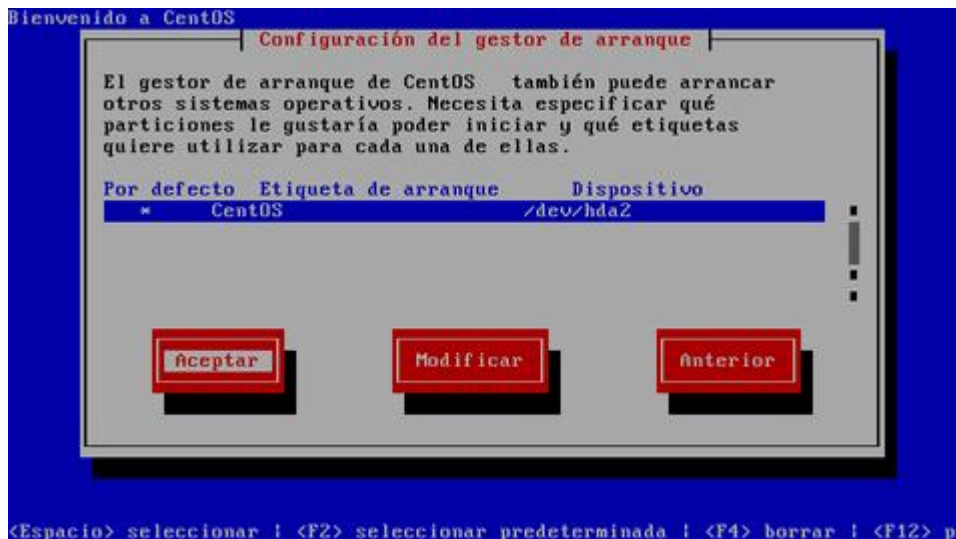 Bienvenido a CentOS
Configuración del gestor de arranque
El gestor de arranque de CentOS también puede arrancar
otros sistemas operativos. Necesita especificar qué
particiones le gustaría poder iniciar y qué etiquetas
quiere utilizar para cada una de ellas.
Por defecto Etiqueta de arranque Dispositivo
* CentOS /dev/hda2
Aceptar Modificar Anterior
<Espacio> seleccionar | <F2> seleccionar predeterminada | <F4> borrar | <F12> p